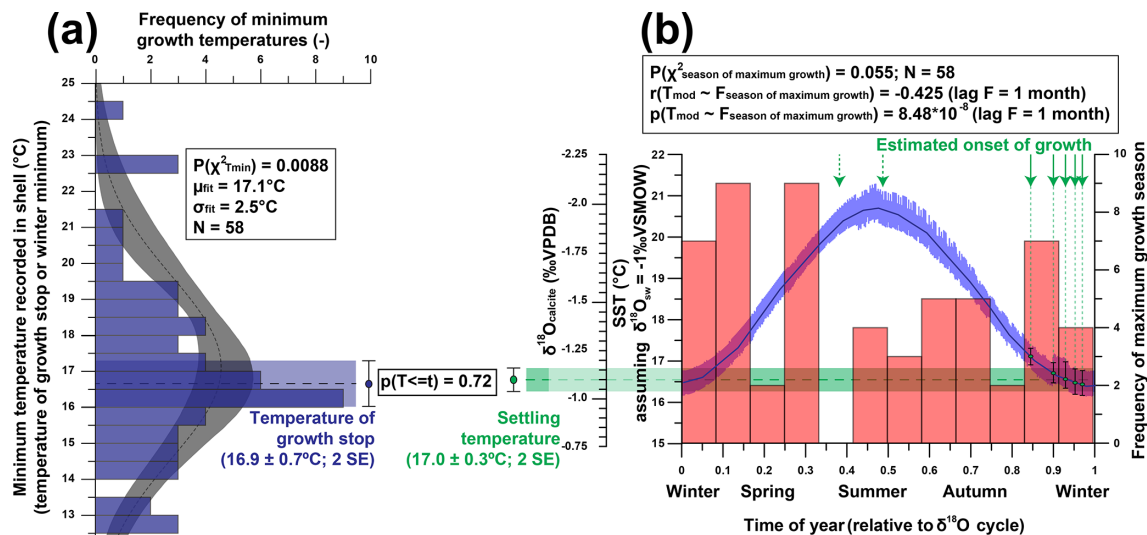 (a)
Frequency of minimum
growth temperatures (-)
0 2 4 6 8 10
Minimum temperature recorded in shell (°C)
(temperature of growth stop or winter minimum)
25
24
23
22
21
20
19
18
17
16
15
14
13
P(χ²Tmin) = 0.0088
μfit = 17.1°C
σfit = 2.5°C
N = 58
p(T<=t) = 0.72
Temperature of
growth stop
(16.9 ± 0.7ºC; 2 SE)
Settling
temperature
(17.0 ± 0.3ºC; 2 SE)
(b)
P(χ²season of maximum growth) = 0.055; N = 58
r(Tmod ~ Fseason of maximum growth) = -0.425 (lag F = 1 month)
p(Tmod ~ Fseason of maximum growth) = 8.48*10⁻⁸ (lag F = 1 month)
Estimated onset of growth
δ¹⁸Ocalcite (‰VPDB)
-2.25
-2.0
-1.75
-1.5
-1.25
-1.0
-0.75
SST (°C)
assuming δ¹⁸Osw = -1‰VSMOW)
22
21
20
19
18
17
16
15
Frequency of maximum growth season
10
8
6
4
2
0
0 0.1 0.2 0.3 0.4 0.5 0.6 0.7 0.8 0.9 1
Winter Spring Summer Autumn Winter
Time of year (relative to δ¹⁸O cycle)